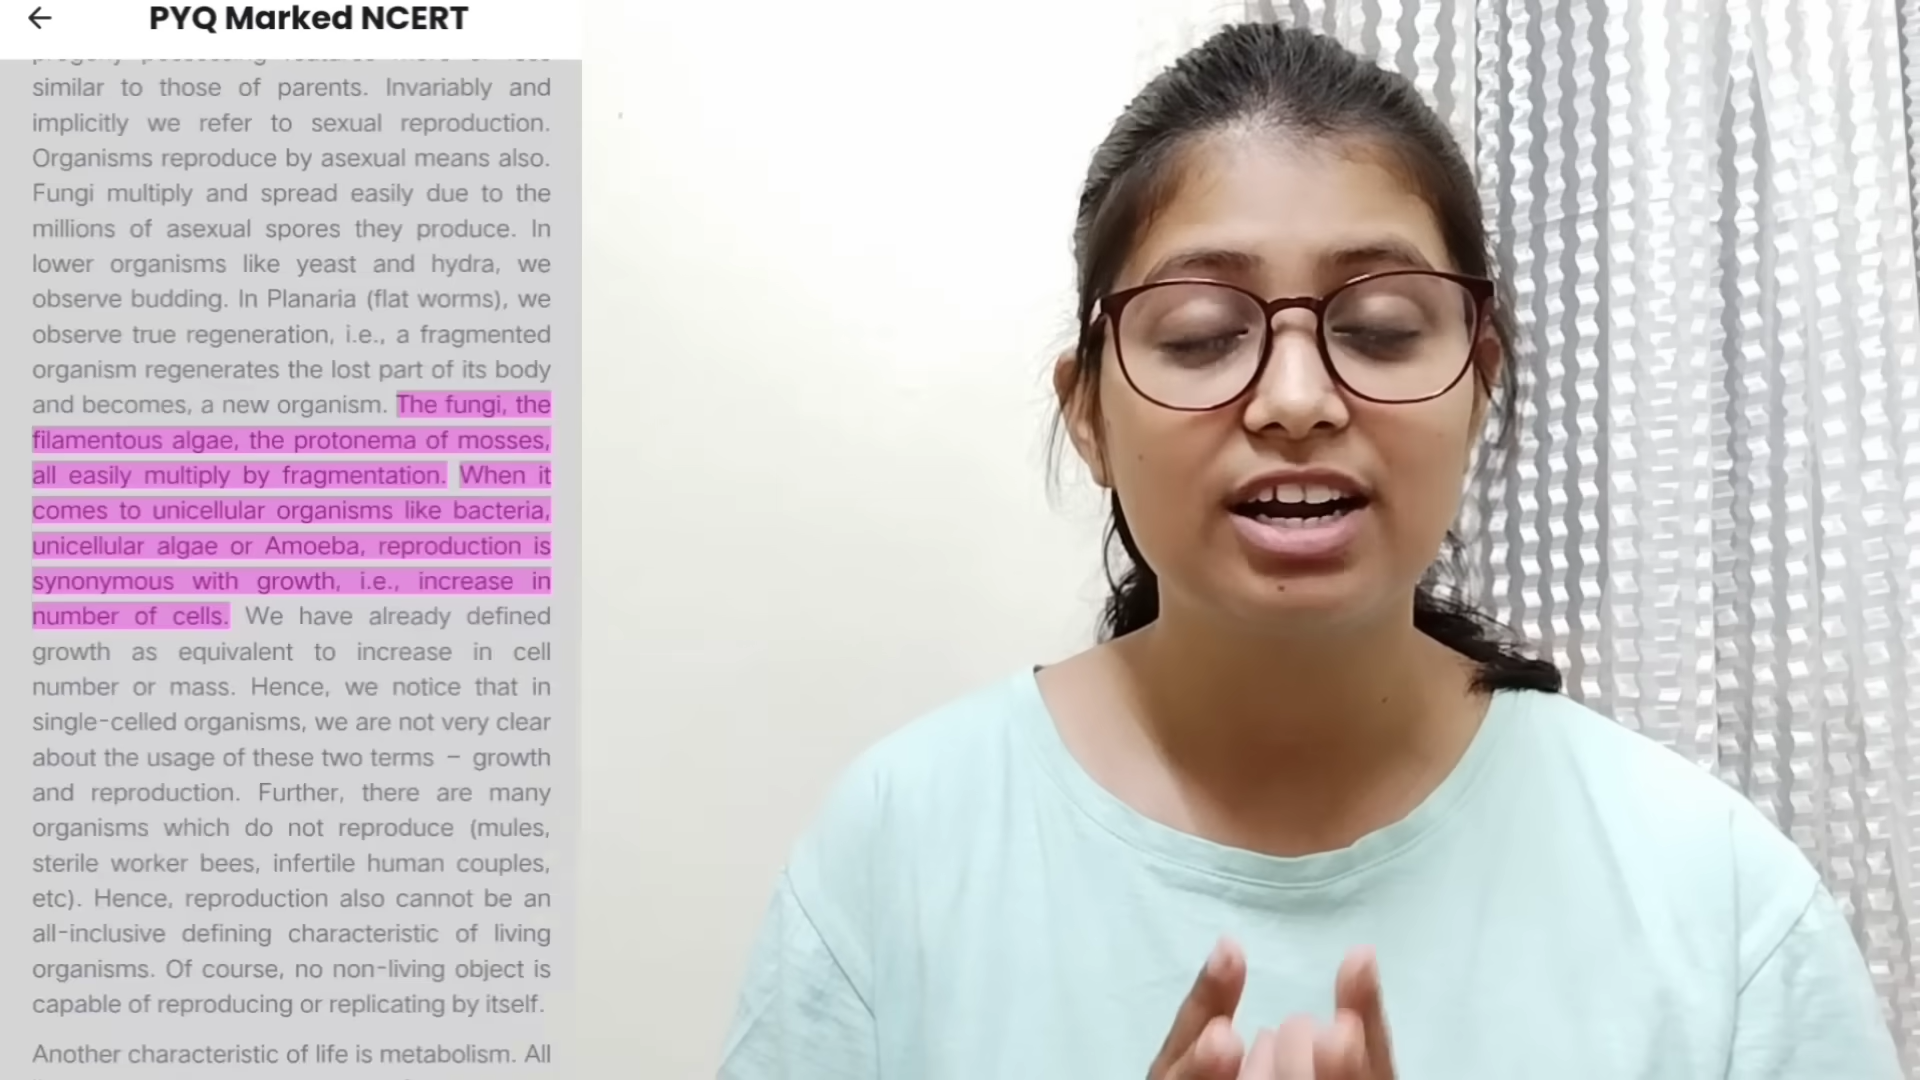 PYQ Marked NCERT
similar to those of parents. Invariably and
implicitly we refer to sexual reproduction.
Organisms reproduce by asexual means also.
Fungi multiply and spread easily due to the
millions of asexual spores they produce. In
lower organisms like yeast and hydra, we
observe budding. In Planaria (flat worms), we
observe true regeneration, i.e., a fragmented
organism regenerates the lost part of its body
and becomes, a new organism. The fungi, the
filamentous algae, the protonema of mosses,
all easily multiply by fragmentation. When it
comes to unicellular organisms like bacteria,
unicellular algae or Amoeba, reproduction is
synonymous with growth, i.e., increase in
number of cells. We have already defined
growth as equivalent to increase in cell
number or mass. Hence, we notice that in
single-celled organisms, we are not very clear
about the usage of these two terms – growth
and reproduction. Further, there are many
organisms which do not reproduce (mules,
sterile worker bees, infertile human couples,
etc). Hence, reproduction also cannot be an
all-inclusive defining characteristic of living
organisms. Of course, no non-living object is
capable of reproducing or replicating by itself.
Another characteristic of life is metabolism. All